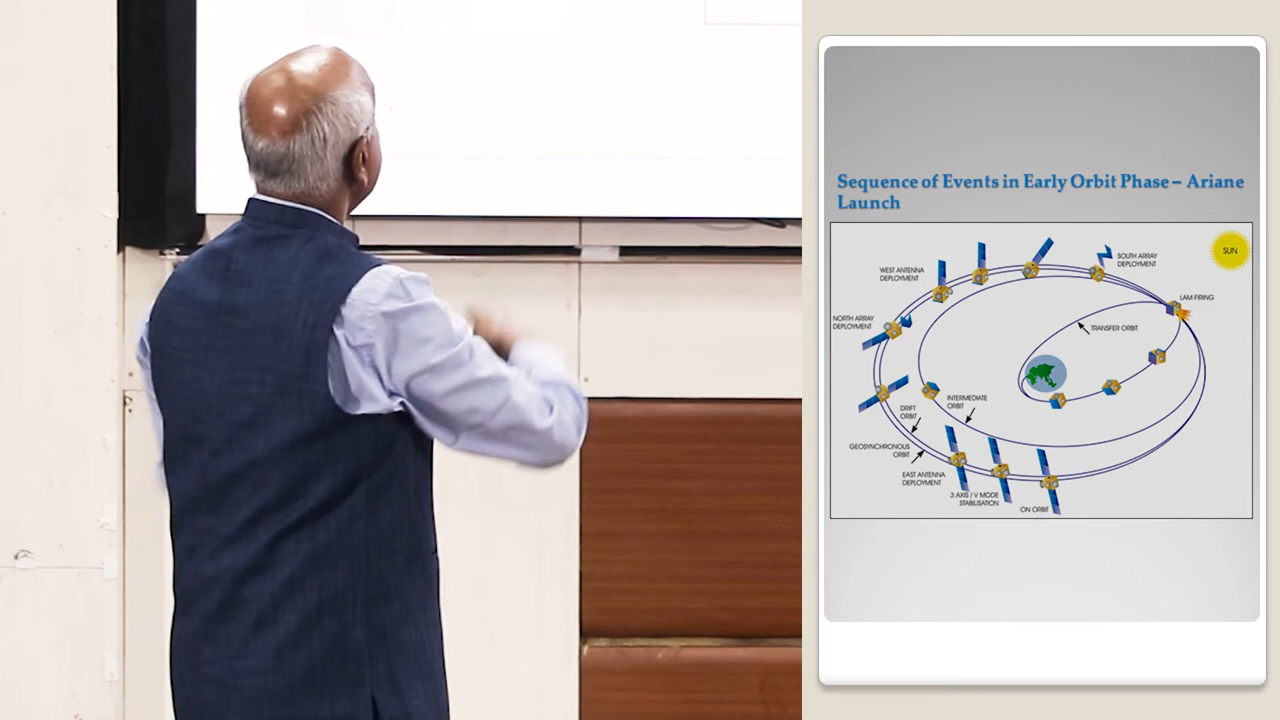 Sequence of Events in Early Orbit Phase – Ariane
Launch
SUN
SOUTH ARRAY
DEPLOYMENT
WEST ANTENNA
DEPLOYMENT
LAM FIRING
NORTH ARRAY
DEPLOYMENT
TRANSFER ORBIT
INTERMEDIATE
ORBIT
DRIFT
ORBIT
GEOSYNCHRONOUS
ORBIT
EAST ANTENNA
DEPLOYMENT
3 AXIS / V MODE
STABILISATION
ON ORBIT